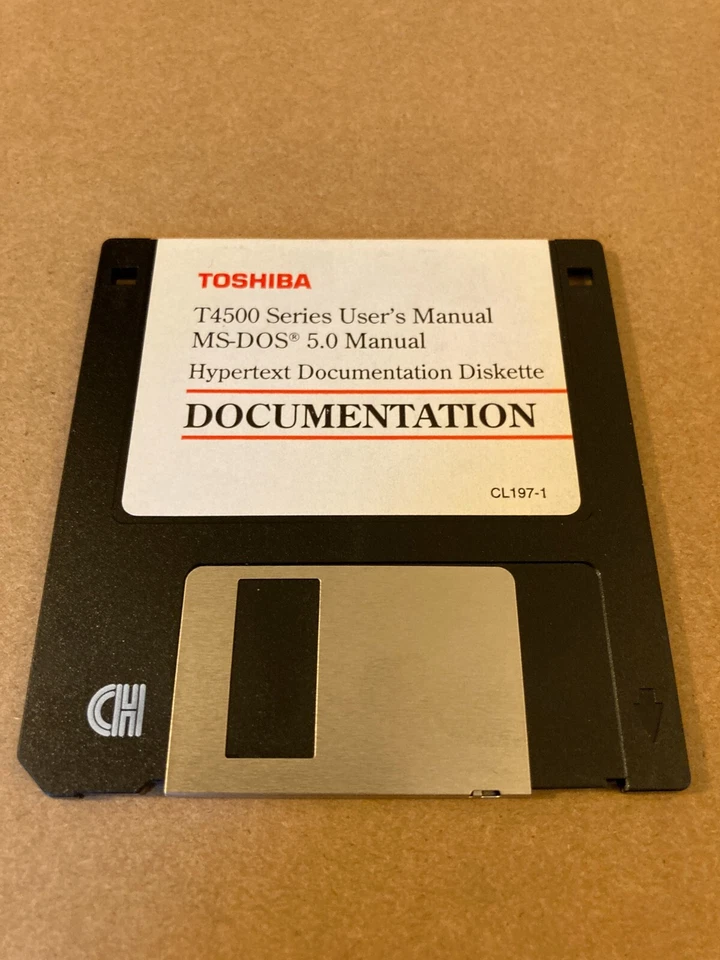 TOSHIBA
T4500 Series User's Manual
MS-DOS® 5.0 Manual
Hypertext Documentation Diskette
DOCUMENTATION
CL197-1
CH